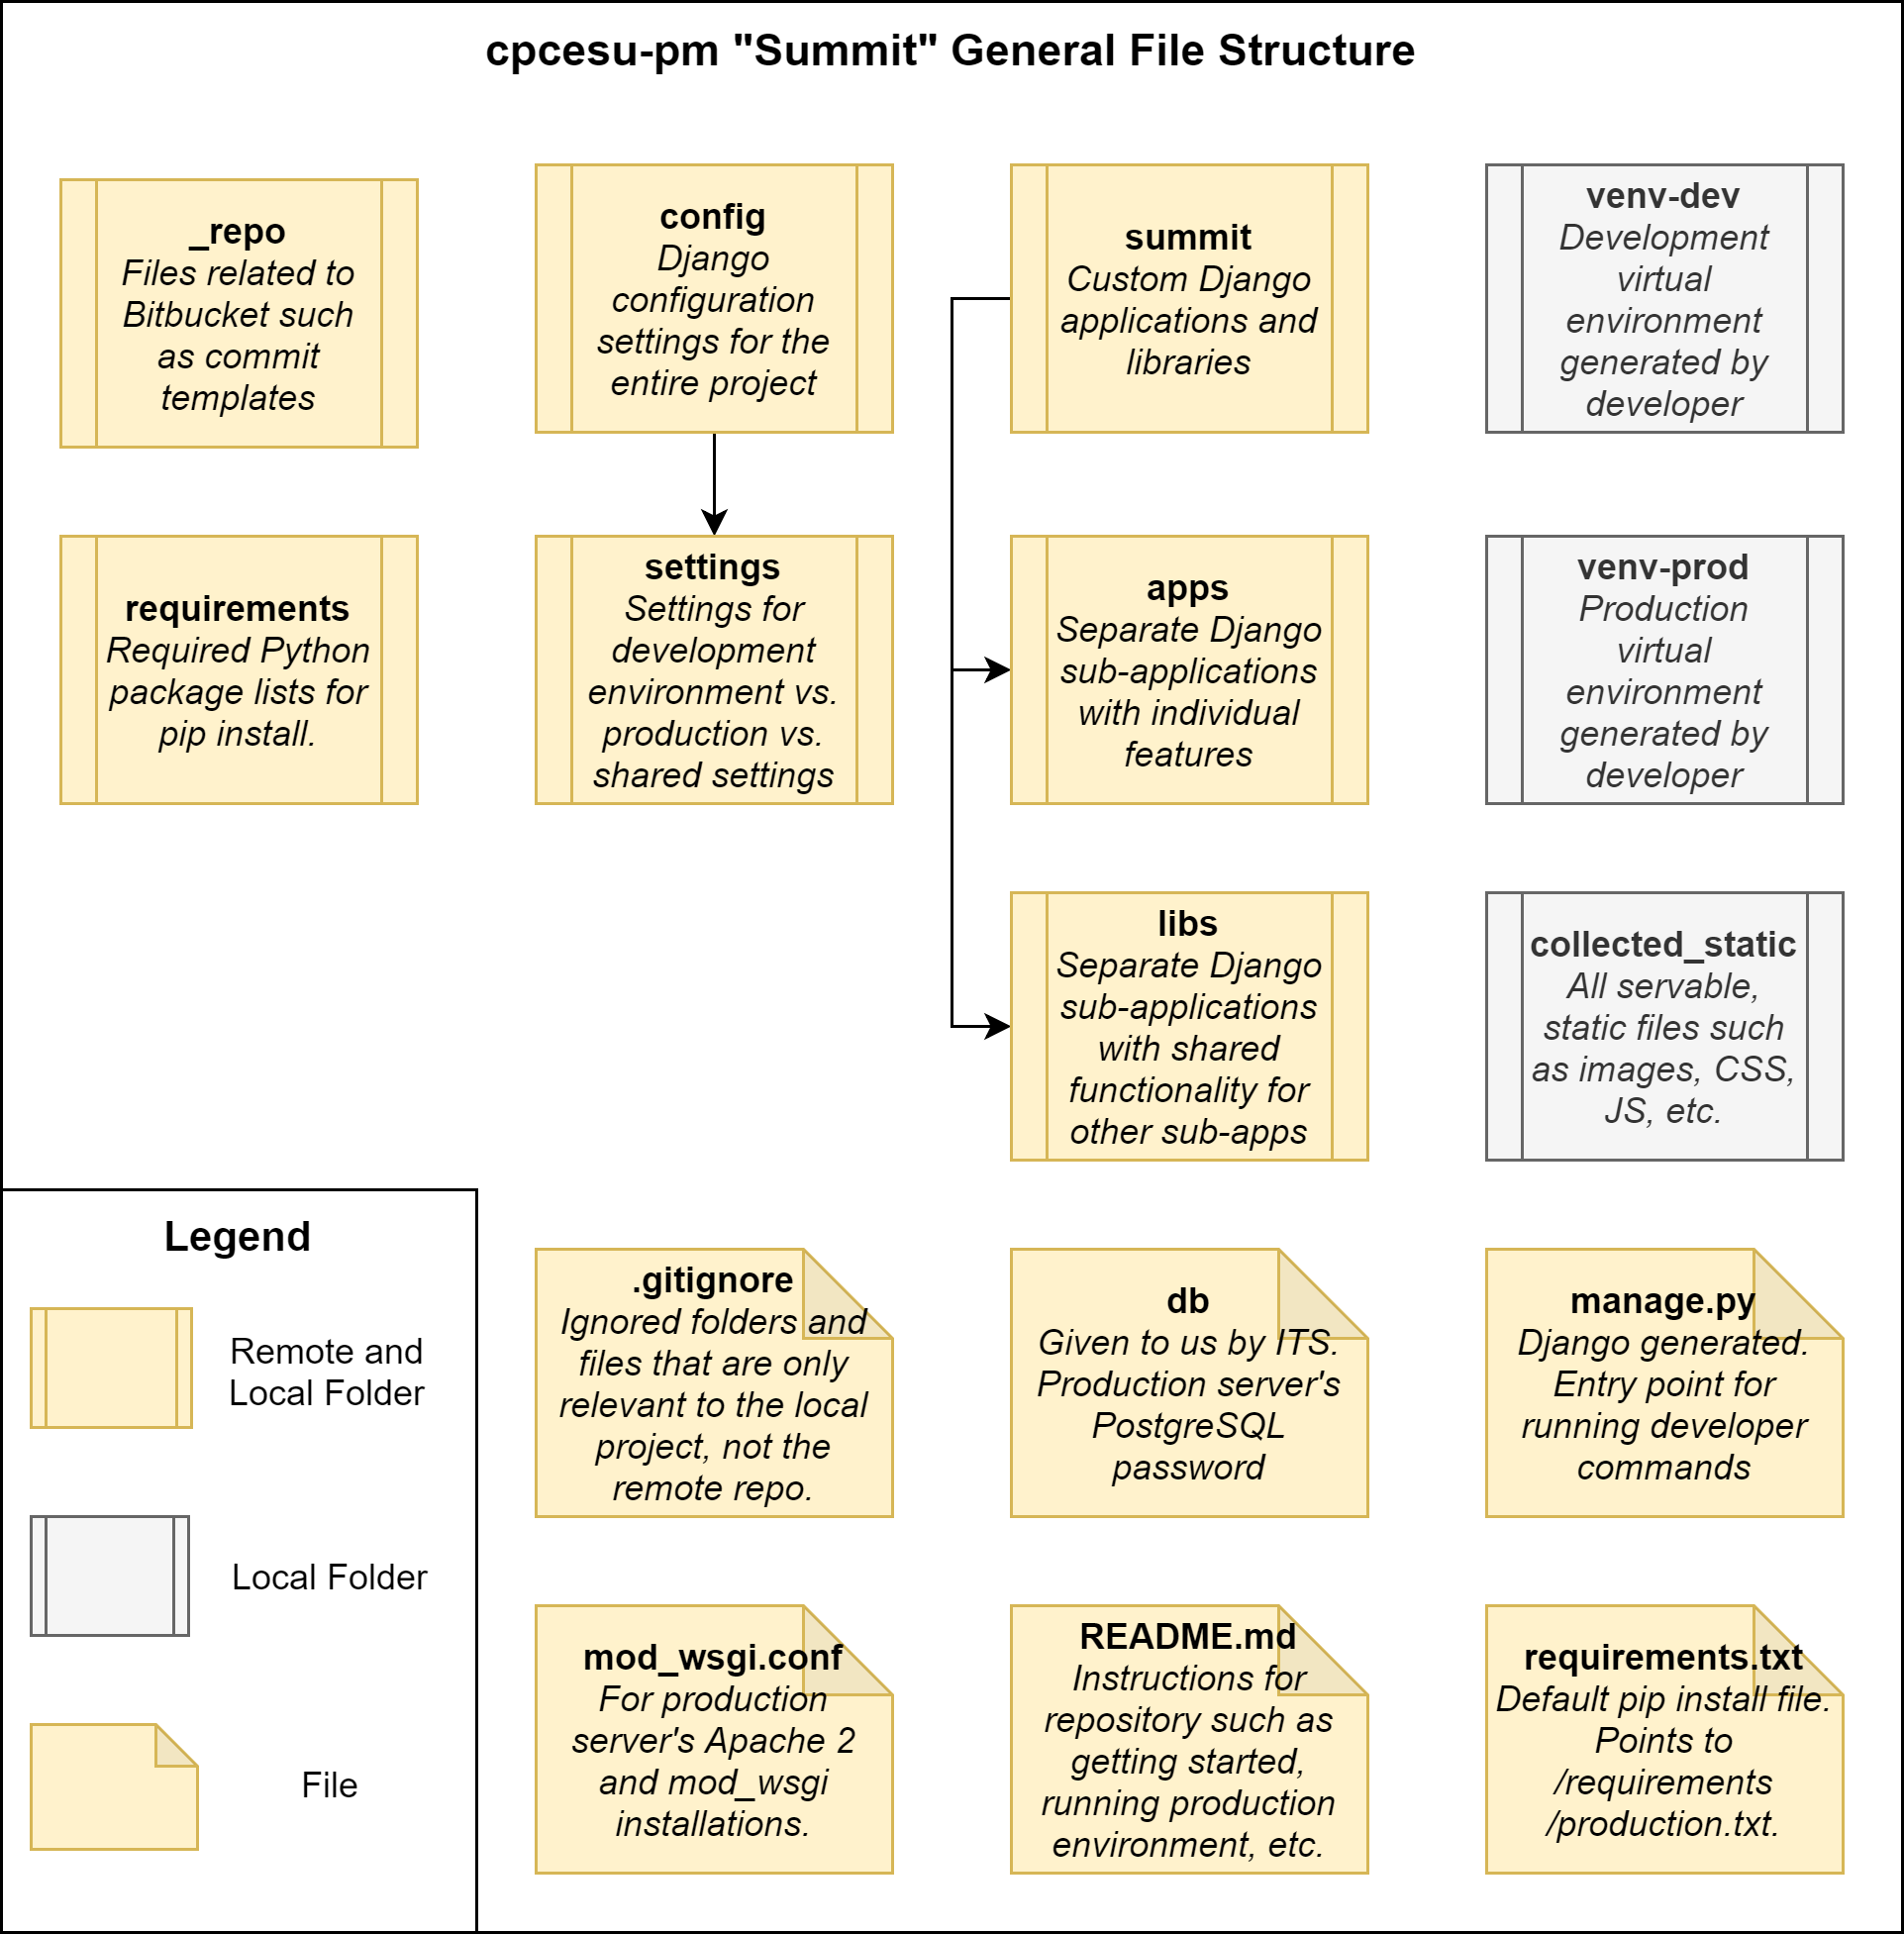 cpcesu-pm "Summit" General File Structure
_repo
Files related to
Bitbucket such
as commit
templates
config
Django
configuration
settings for the
entire project
summit
Custom Django
applications and
libraries
venv-dev
Development
virtual
environment
generated by
developer
requirements
Required Python
package lists for
pip install.
settings
Settings for
development
environment vs.
production vs.
shared settings
apps
Separate Django
sub-applications
with individual
features
venv-prod
Production
virtual
environment
generated by
developer
libs
Separate Django
sub-applications
with shared
functionality for
other sub-apps
collected_static
All servable,
static files such
as images, CSS,
JS, etc.
Legend
Remote and
Local Folder
Local Folder
File
.gitignore
Ignored folders and
files that are only
relevant to the local
project, not the
remote repo.
db
Given to us by ITS.
Production server's
PostgreSQL
password
manage.py
Django generated.
Entry point for
running developer
commands
mod_wsgi.conf
For production
server's Apache 2
and mod_wsgi
installations.
README.md
Instructions for
repository such as
getting started,
running production
environment, etc.
requirements.txt
Default pip install file.
Points to
/requirements
/production.txt.